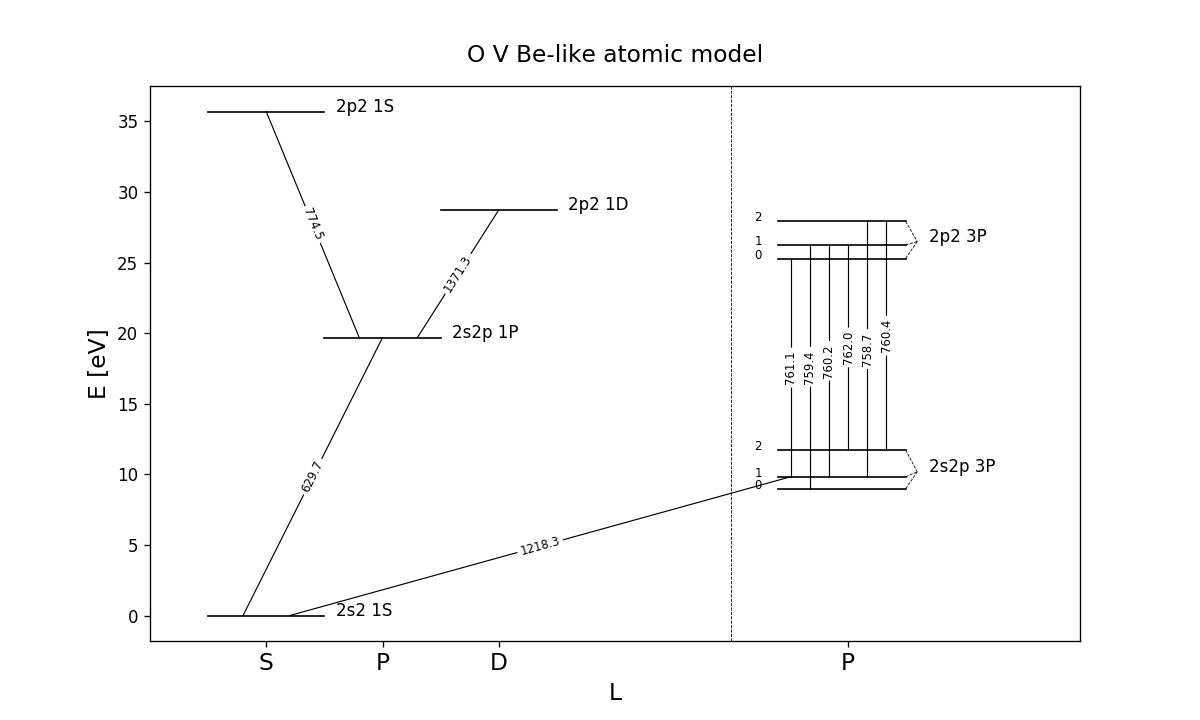 O V Be-like atomic model
E [eV]
35
30
25
20
15
10
5
0
2p2 1S
2p2 1D
2s2p 1P
2s2 1S
774.5
1371.3
629.7
1218.3
2
1
0
2p2 3P
761.1
759.4
760.2
762.0
758.7
760.4
2
1
0
2s2p 3P
S P D P
L